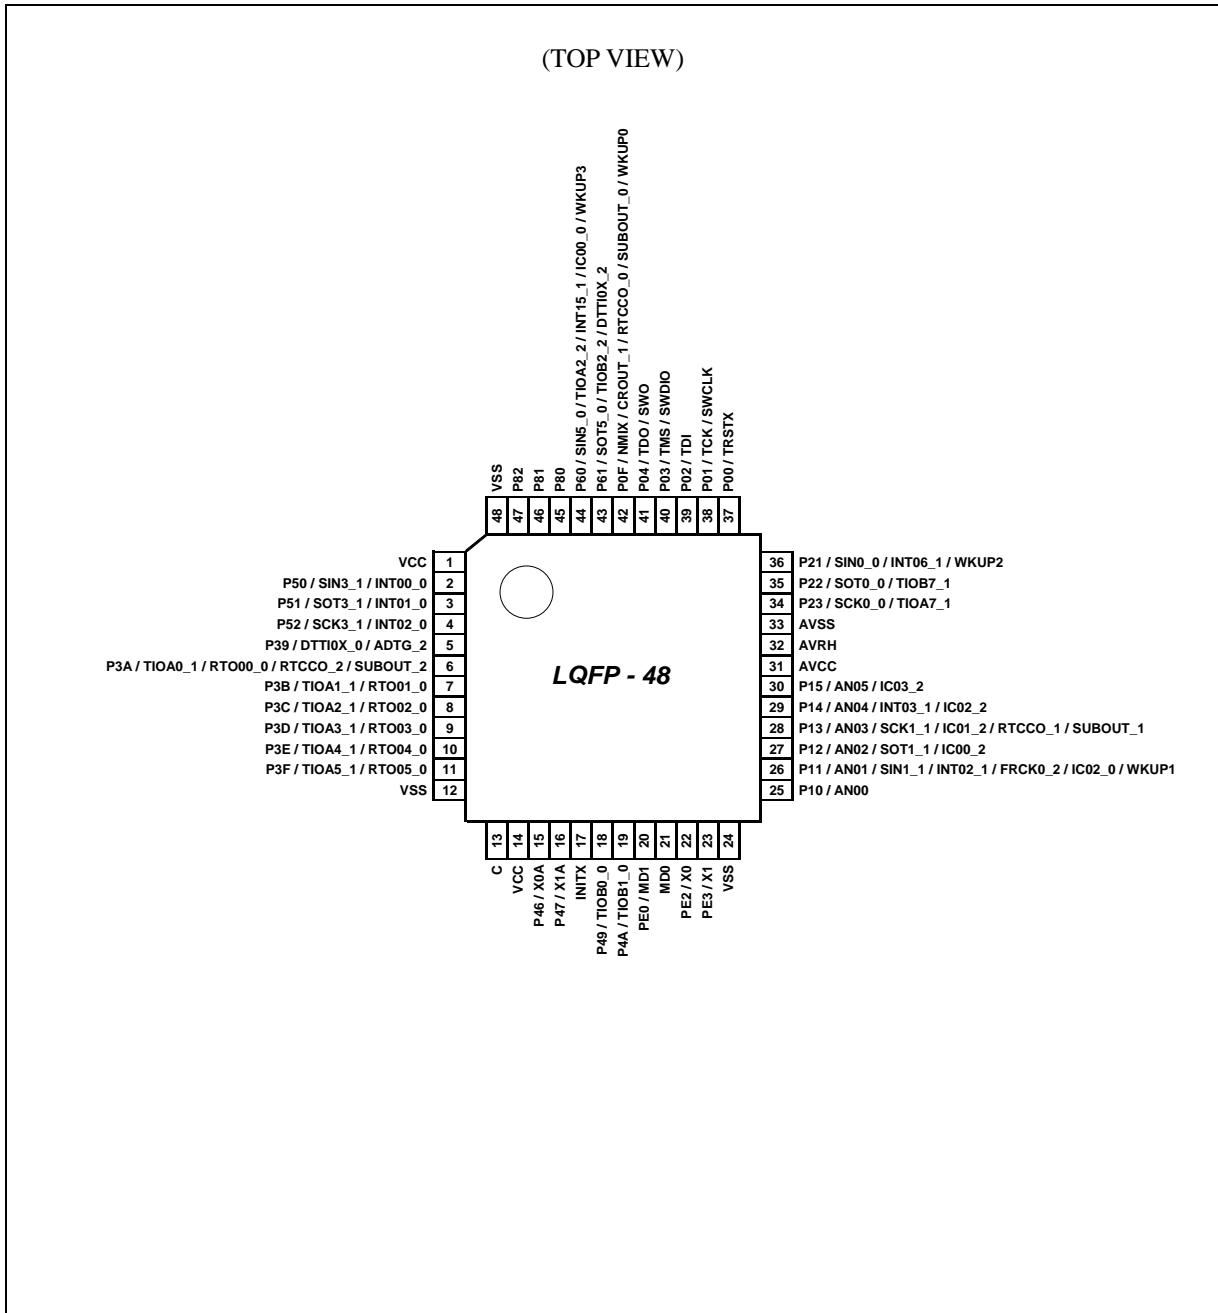 (TOP VIEW)
VSS
P82
P81
P80
P60 / SIN5_0 / TIOA2_2 / INT15_1 / IC00_0 / WKUP3
P61 / SOT5_0 / TIOB2_2 / DTTI0X_2
P0F / NMIX / CROUT_1 / RTCCO_0 / SUBOUT_0 / WKUP0
P04 / TDO / SWO
P03 / TMS / SWDIO
P02 / TDI
P01 / TCK / SWCLK
P00 / TRSTX
48
47
46
45
44
43
42
41
40
39
38
37
VCC 1
P50 / SIN3_1 / INT00_0 2
P51 / SOT3_1 / INT01_0 3
P52 / SCK3_1 / INT02_0 4
P39 / DTTI0X_0 / ADTG_2 5
P3A / TIOA0_1 / RTO00_0 / RTCCO_2 / SUBOUT_2 6
P3B / TIOA1_1 / RTO01_0 7
P3C / TIOA2_1 / RTO02_0 8
P3D / TIOA3_1 / RTO03_0 9
P3E / TIOA4_1 / RTO04_0 10
P3F / TIOA5_1 / RTO05_0 11
VSS 12
LQFP - 48
36 P21 / SIN0_0 / INT06_1 / WKUP2
35 P22 / SOT0_0 / TIOB7_1
34 P23 / SCK0_0 / TIOA7_1
33 AVSS
32 AVRH
31 AVCC
30 P15 / AN05 / IC03_2
29 P14 / AN04 / INT03_1 / IC02_2
28 P13 / AN03 / SCK1_1 / IC01_2 / RTCCO_1 / SUBOUT_1
27 P12 / AN02 / SOT1_1 / IC00_2
26 P11 / AN01 / SIN1_1 / INT02_1 / FRCK0_2 / IC02_0 / WKUP1
25 P10 / AN00
13
14
15
16
17
18
19
20
21
22
23
24
C
VCC
P46 / X0A
P47 / X1A
INITX
P49 / TIOB0_0
P4A / TIOB1_0
PE0 / MD1
MD0
PE2 / X0
PE3 / X1
VSS